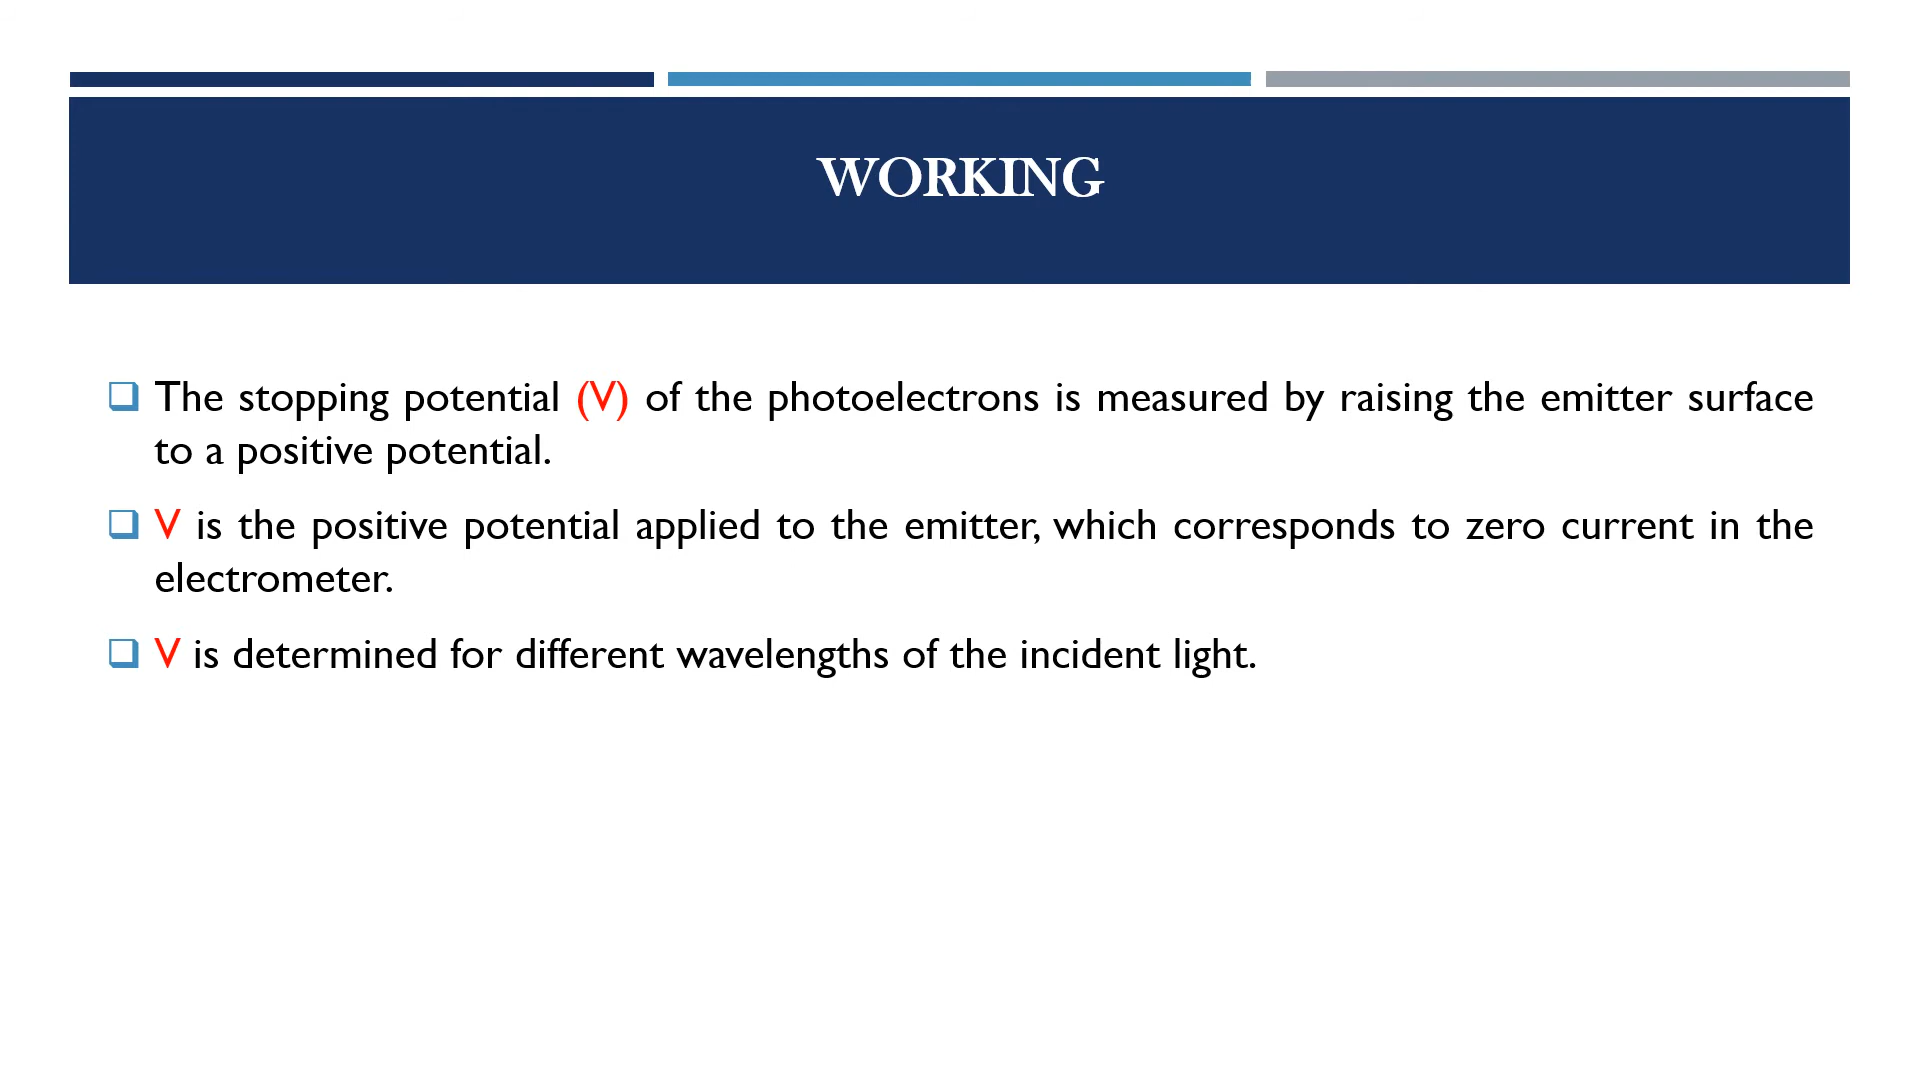 WORKING
The stopping potential (V) of the photoelectrons is measured by raising the emitter surface
to a positive potential.
V is the positive potential applied to the emitter, which corresponds to zero current in the
electrometer.
V is determined for different wavelengths of the incident light.